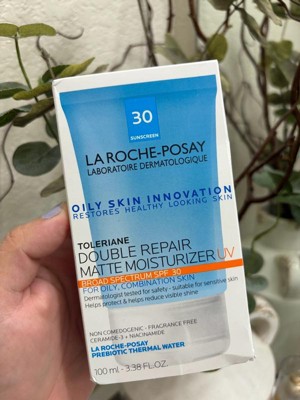 30
SUNSCREEN
LA ROCHE-POSAY
LABORATOIRE DERMATOLOGIQUE
OILY SKIN INNOVATION
RESTORES HEALTHY LOOKING SKIN
TOLERIANE
DOUBLE REPAIR
MATTE MOISTURIZER UV
BROAD SPECTRUM SPF 30
FOR OILY, COMBINATION SKIN
Dermatologist tested for safety - suitable for sensitive skin
Helps protect & helps reduce visible shine
NON COMEDOGENIC - FRAGRANCE FREE
CERAMIDE-3 + NIACINAMIDE
LA ROCHE-POSAY
PREBIOTIC THERMAL WATER
100 ml - 3.38 FL.OZ.